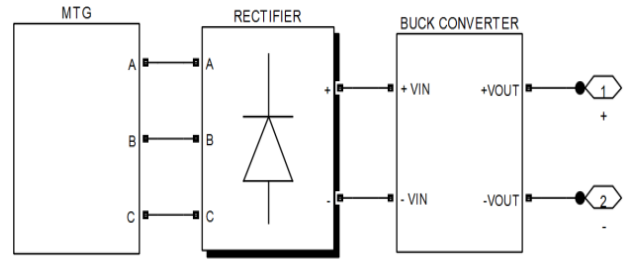 MTG
RECTIFIER
BUCK CONVERTER
A
A
+
+ VIN
+VOUT
1
+
B
B
C
C
-
- VIN
-VOUT
2
-